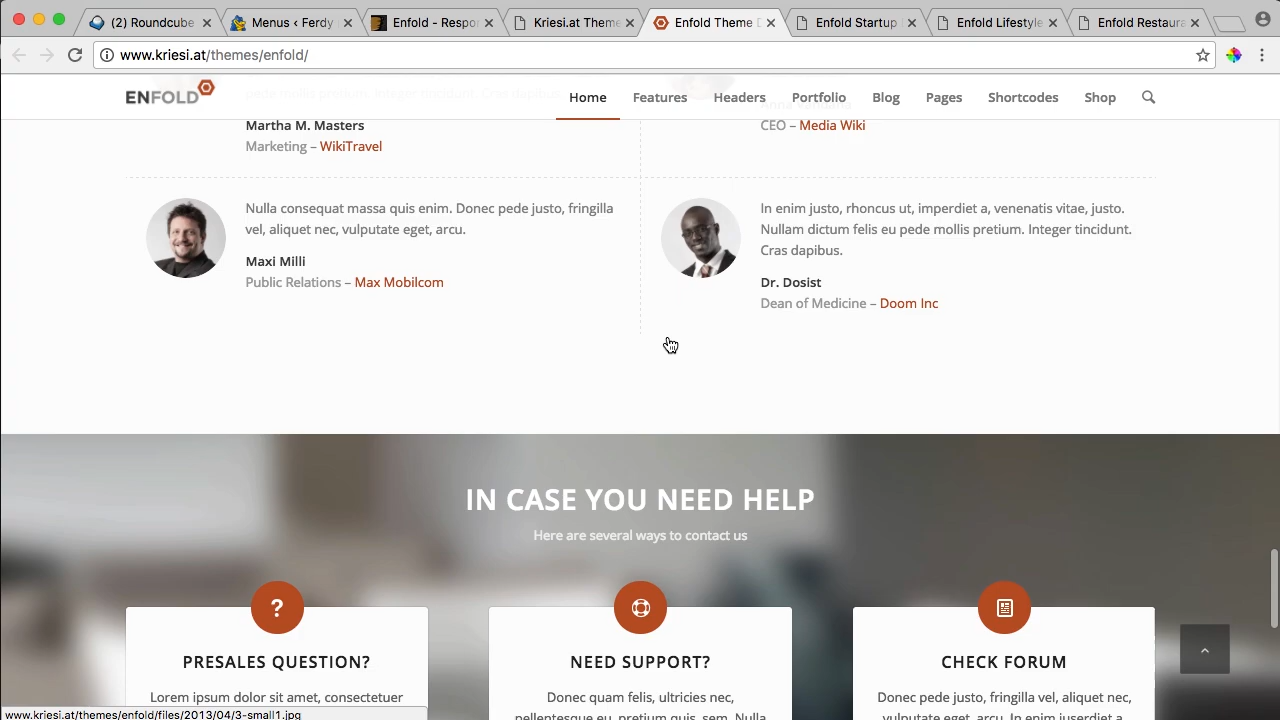 (2) Roundcube
Menus ‹ Ferdy
Enfold - Respo
Kriesi.at Theme
Enfold Theme D
Enfold Startup
Enfold Lifestyle
Enfold Restaura
www.kriesi.at/themes/enfold/
ENFOLD
Home
Features
Headers
Portfolio
Blog
Pages
Shortcodes
Shop
Martha M. Masters
Marketing – WikiTravel
CEO – Media Wiki
Nulla consequat massa quis enim. Donec pede justo, fringilla
vel, aliquet nec, vulputate eget, arcu.
Maxi Milli
Public Relations – Max Mobilcom
In enim justo, rhoncus ut, imperdiet a, venenatis vitae, justo.
Nullam dictum felis eu pede mollis pretium. Integer tincidunt.
Cras dapibus.
Dr. Dosist
Dean of Medicine – Doom Inc
IN CASE YOU NEED HELP
Here are several ways to contact us
?
PRESALES QUESTION?
Lorem ipsum dolor sit amet, consectetuer
NEED SUPPORT?
Donec quam felis, ultricies nec,
pellentesque eu, pretium quis, sem. Nulla
CHECK FORUM
Donec pede justo, fringilla vel, aliquet nec,
vulputate eget, arcu. In enim justo
www.kriesi.at/themes/enfold/files/2013/04/3-small1.jpg